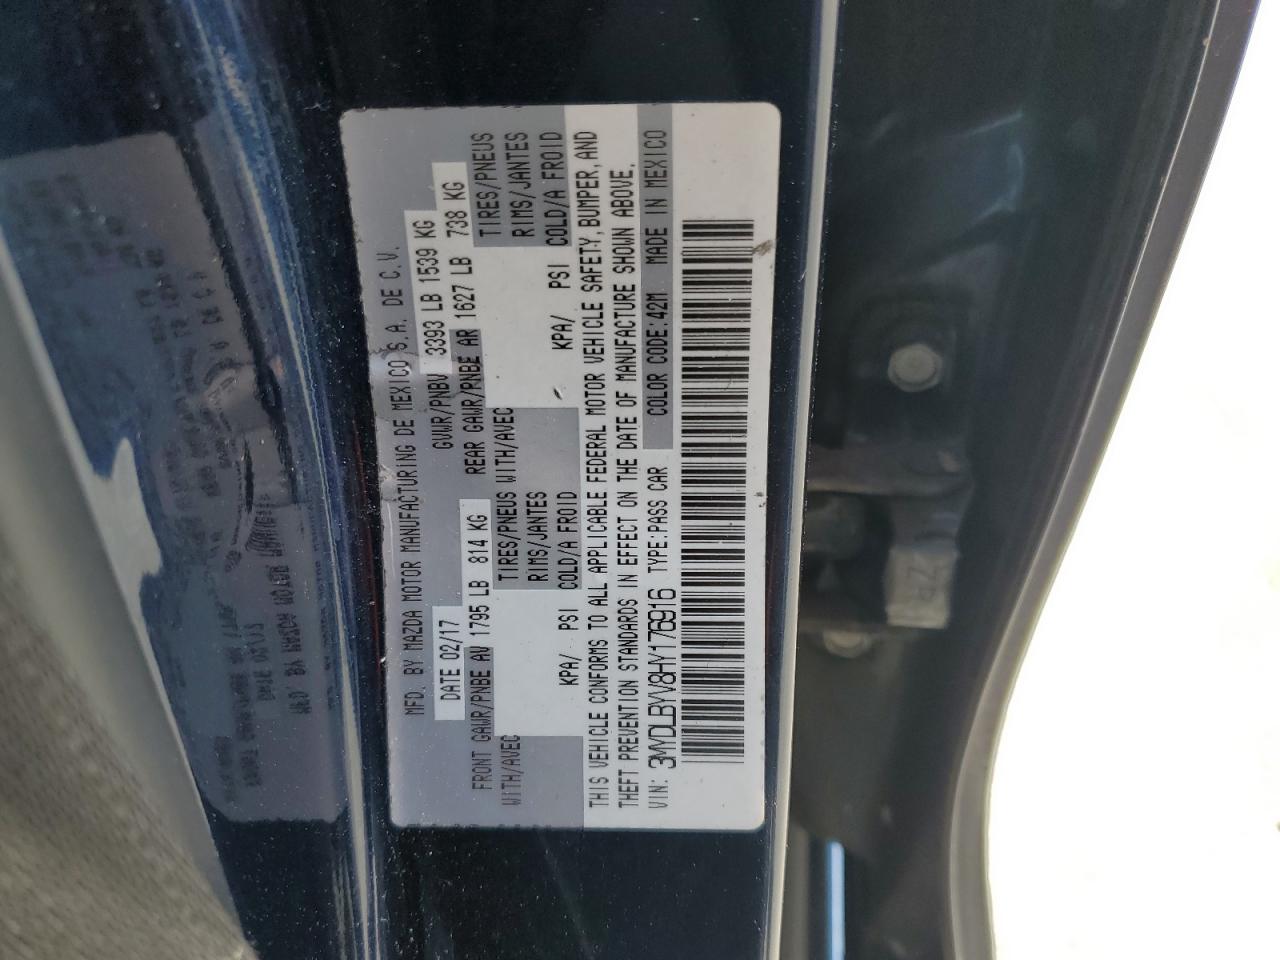 MFD. BY MAZDA MOTOR MANUFACTURING DE MEXICO S.A. DE C.V.
DATE 02/17 GVWR/PNBV 3393 LB 1539 KG
FRONT GAWR/PNBE AV 1795 LB 814 KG REAR GAWR/PNBE AR 1627 LB 738 KG
WITH/AVEC TIRES/PNEUS WITH/AVEC TIRES/PNEUS
RIMS/JANTES RIMS/JANTES
KPA/ PSI COLD/A FROID KPA/ PSI COLD/A FROID
THIS VEHICLE CONFORMS TO ALL APPLICABLE FEDERAL MOTOR VEHICLE SAFETY, BUMPER, AND
THEFT PREVENTION STANDARDS IN EFFECT ON THE DATE OF MANUFACTURE SHOWN ABOVE.
VIN: 3MYDLBYV8HY176916 TYPE:PASS CAR COLOR CODE:42M MADE IN MEXICO